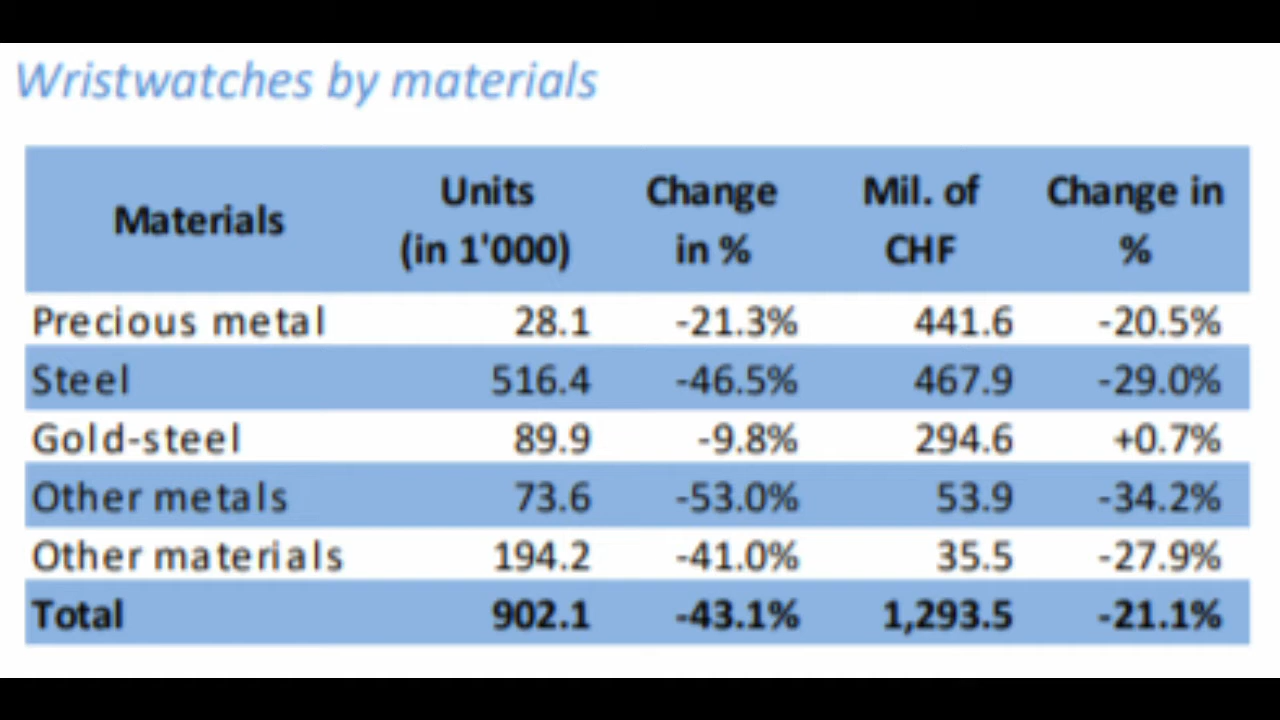 Wristwatches by materials
Materials Units (in 1'000) Change in % Mil. of CHF Change in %
Precious metal 28.1 -21.3% 441.6 -20.5%
Steel 516.4 -46.5% 467.9 -29.0%
Gold-steel 89.9 -9.8% 294.6 +0.7%
Other metals 73.6 -53.0% 53.9 -34.2%
Other materials 194.2 -41.0% 35.5 -27.9%
Total 902.1 -43.1% 1,293.5 -21.1%